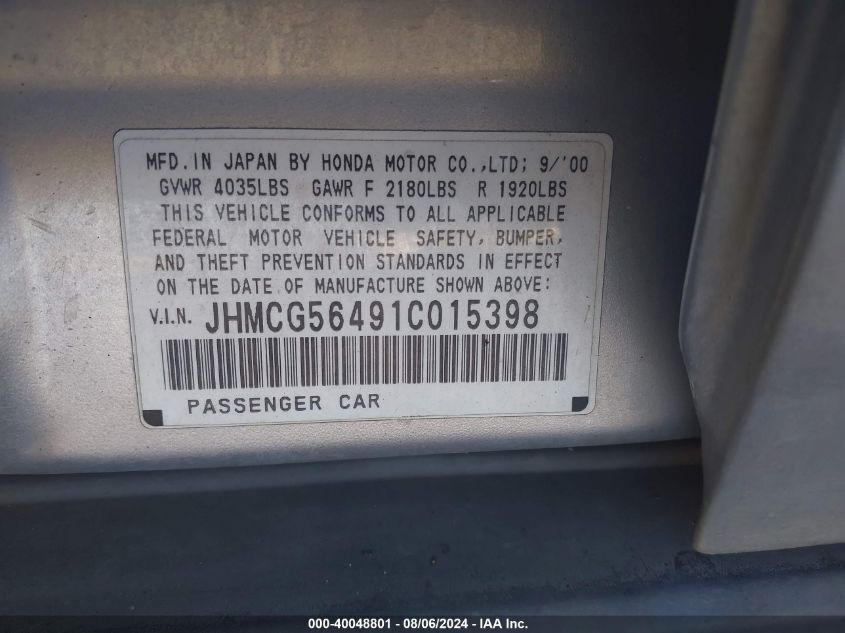 MFD.IN JAPAN BY HONDA MOTOR CO.,LTD; 9/'00
GVWR 4035LBS GAWR F 2180LBS R 1920LBS
THIS VEHICLE CONFORMS TO ALL APPLICABLE
FEDERAL MOTOR VEHICLE SAFETY, BUMPER,
AND THEFT PREVENTION STANDARDS IN EFFECT
ON THE DATE OF MANUFACTURE SHOWN ABOVE:
V.I.N. JHMCG56491C015398
PASSENGER CAR
000-40048801 - 08/06/2024 - IAA Inc.